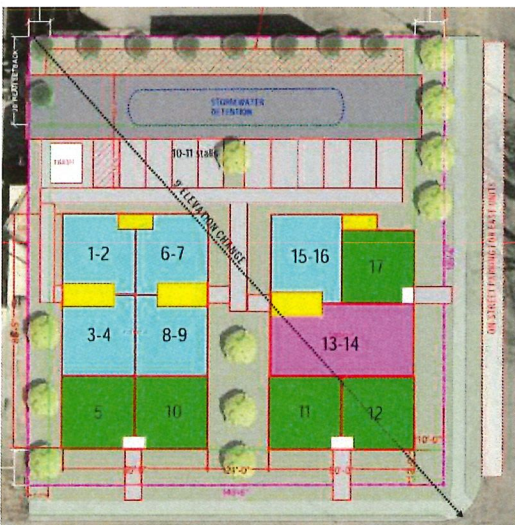 STORMWATER
DETENTION
10-11 stalls
TRASH
9' ELEVATION CHANGE
1-2
6-7
15-16
17
3-4
8-9
13-14
5
10
11
12
ON STREET PARKING FOR EAST UNITS
10'-0"